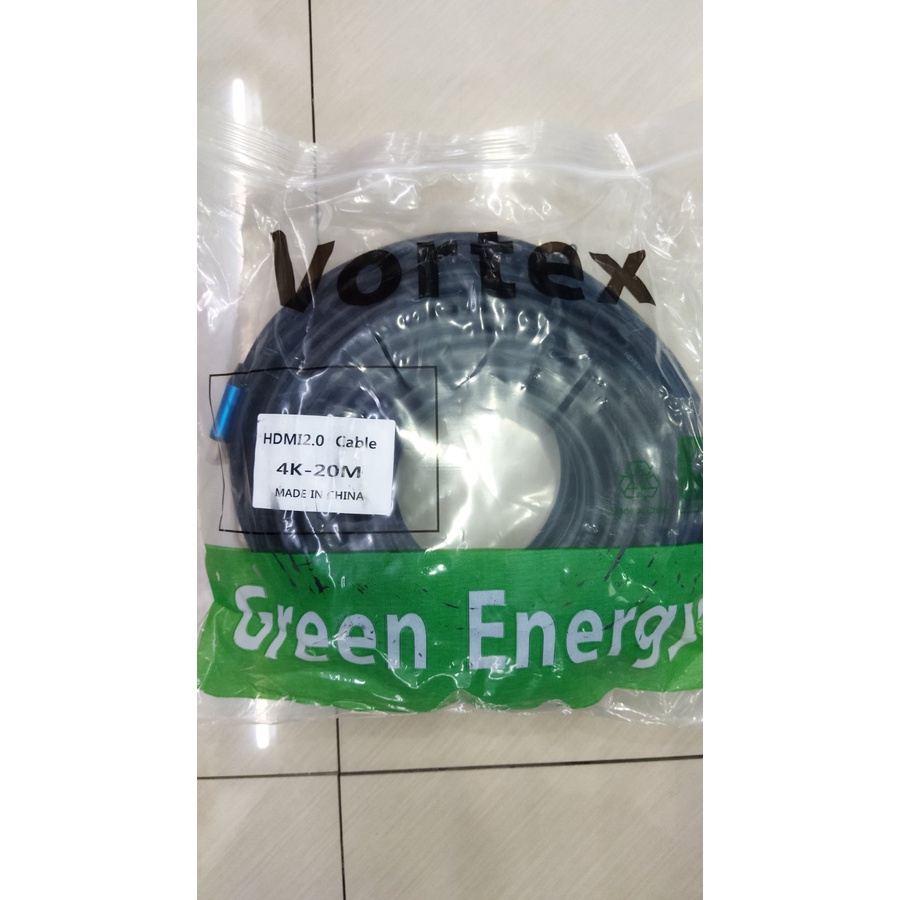 Vortex
HDMI2.0 Cable
4K-20M
MADE IN CHINA
Green Energy